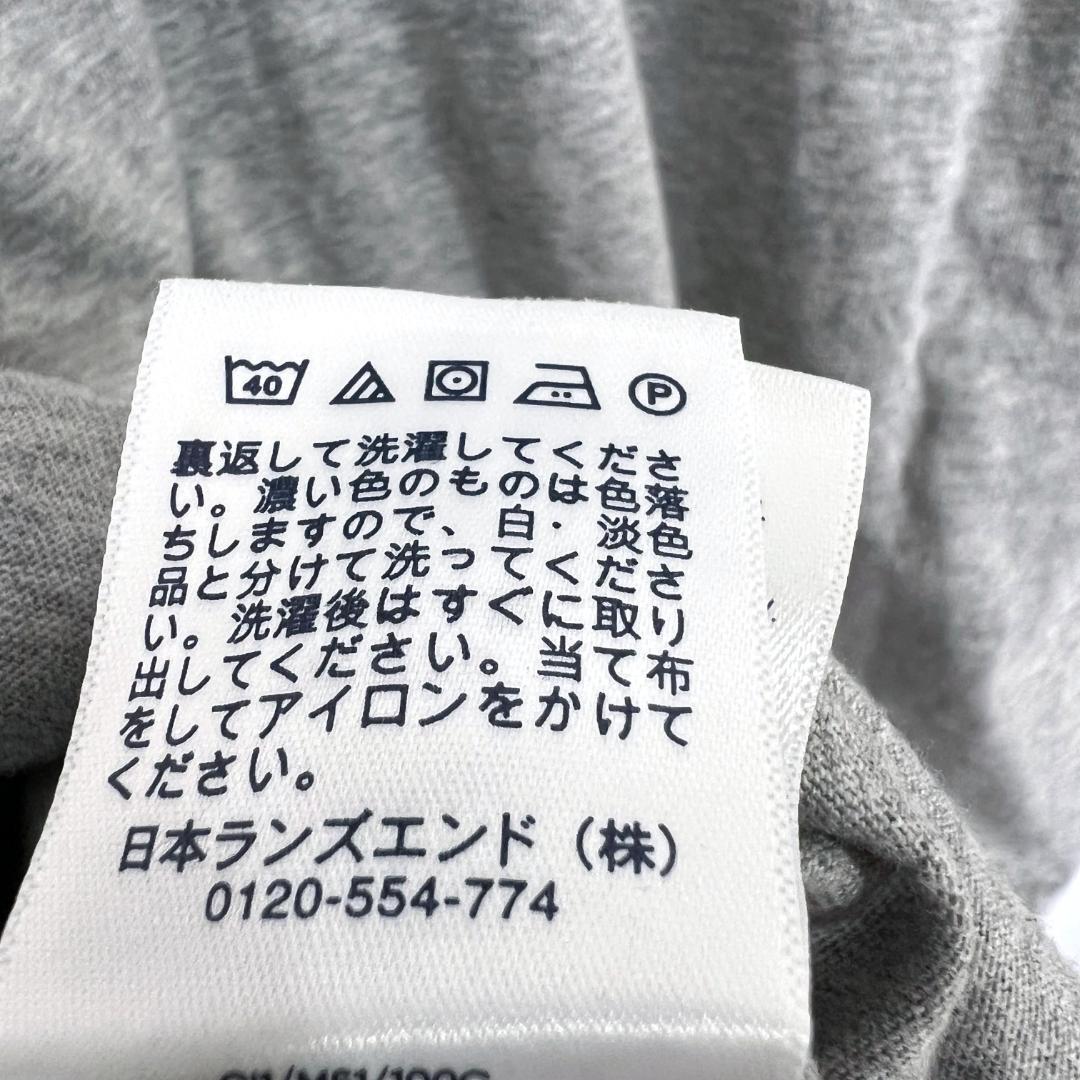 40 P
裏返して洗濯してくださ
い。濃い色のものは色落
ちしますので、白・淡色
品と分けて洗ってくださ
い。洗濯後はすぐに取り
出してください。当て布
をしてアイロンをかけて
ください。
日本ランズエンド（株）
0120-554-774